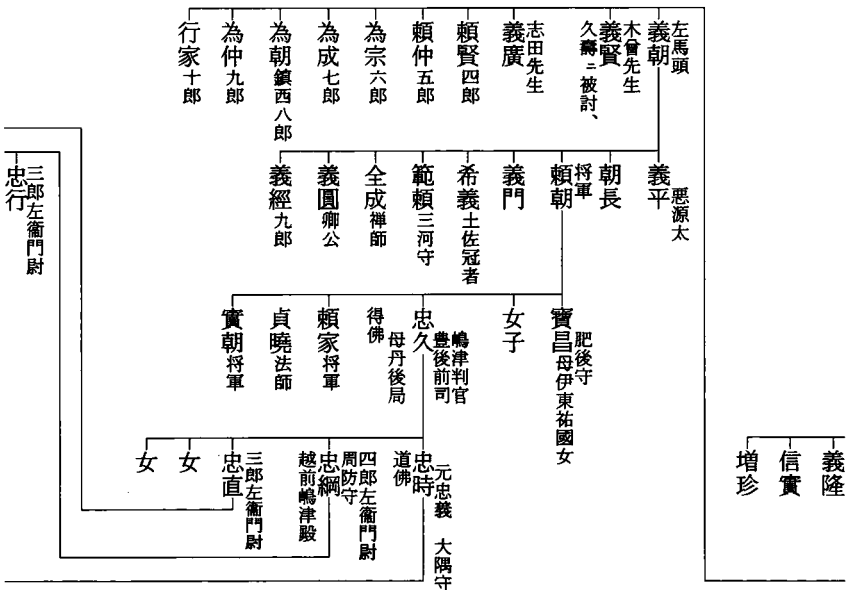 左馬頭
義朝
木曾先生
義賢
久壽ニ被討、
志田先生
義廣
頼賢四郎
頼仲五郎
為宗六郎
為成七郎
為朝鎮西八郎
為仲九郎
行家十郎
悪源太
義平
朝長
将軍
頼朝
義門
希義土佐冠者
範頼三河守
全成禅師
義圓卿公
義經九郎
三郎左衞門尉
忠行
肥後守
寶昌母伊東祐國女
女子
嶋津判官
豊後前司
忠久
母丹後局
得佛
頼家将軍
貞曉法師
實朝将軍
元忠義 大隅守
忠時
道佛
四郎左衞門尉
周防守
忠綱
越前嶋津殿
三郎左衞門尉
忠直
女
女
義隆
信實
増珍